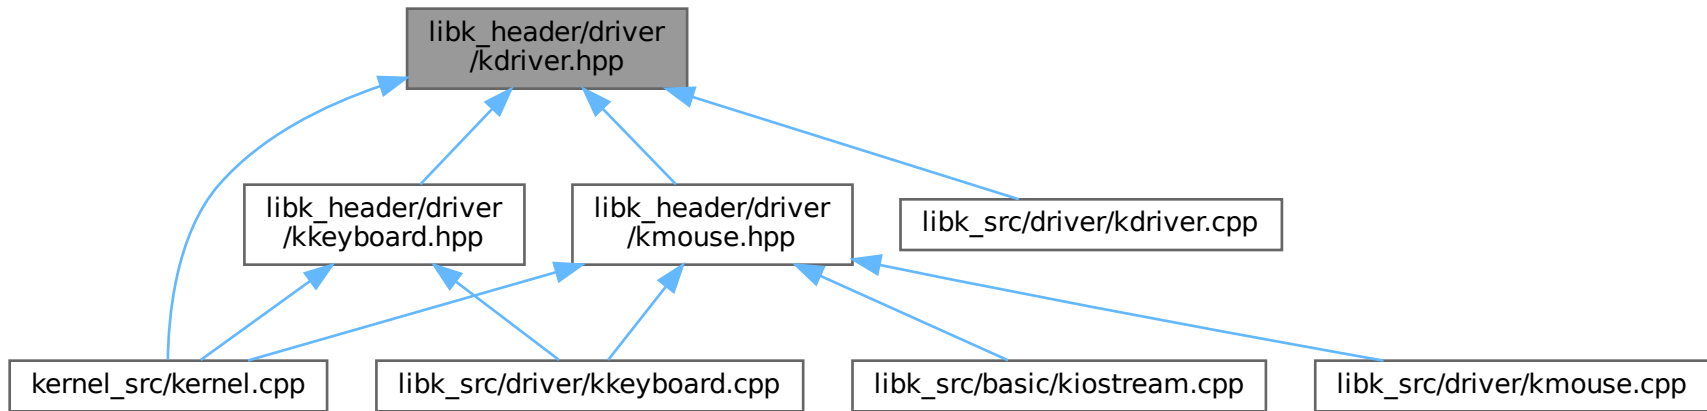 libk_header/driver
/kdriver.hpp
libk_header/driver
/kkeyboard.hpp
libk_header/driver
/kmouse.hpp
libk_src/driver/kdriver.cpp
kernel_src/kernel.cpp
libk_src/driver/kkeyboard.cpp
libk_src/basic/kiostream.cpp
libk_src/driver/kmouse.cpp